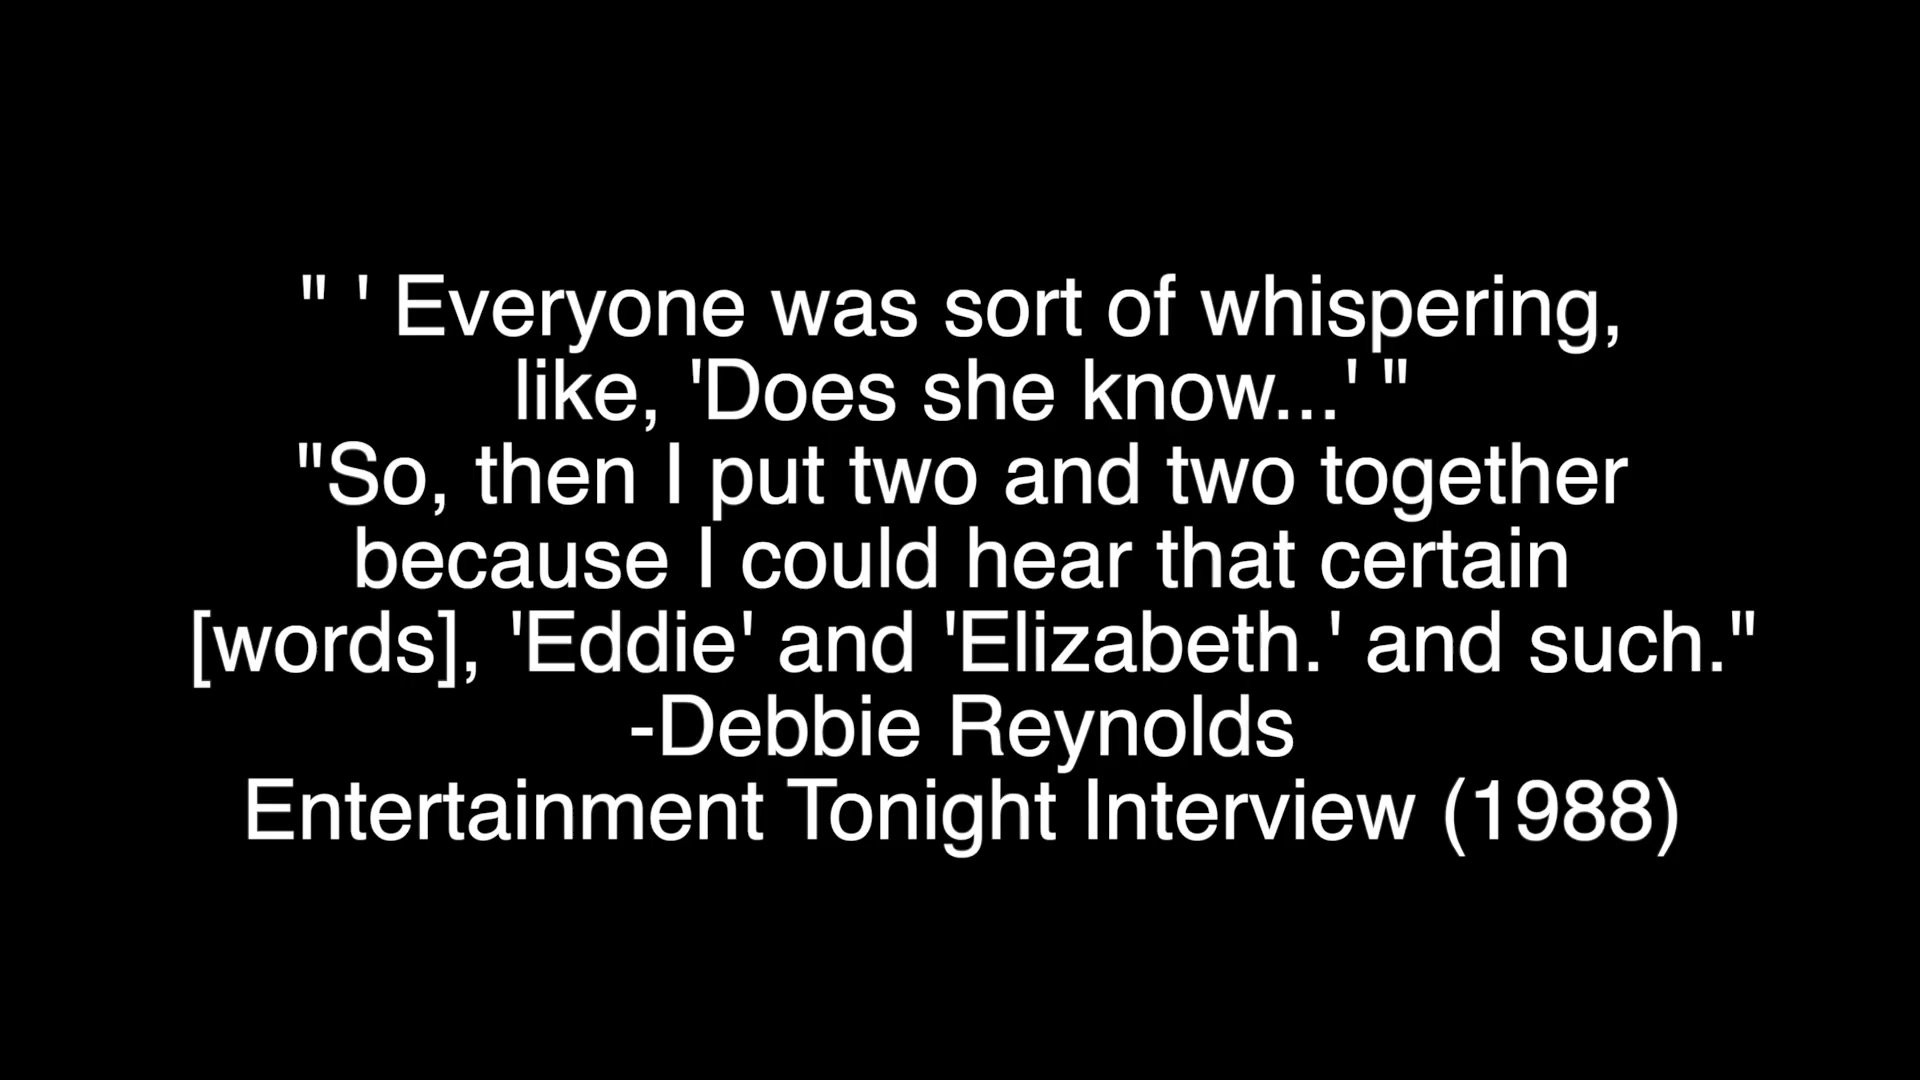 " ' Everyone was sort of whispering,
like, 'Does she know...' "
"So, then I put two and two together
because I could hear that certain
[words], 'Eddie' and 'Elizabeth.' and such."
-Debbie Reynolds
Entertainment Tonight Interview (1988)